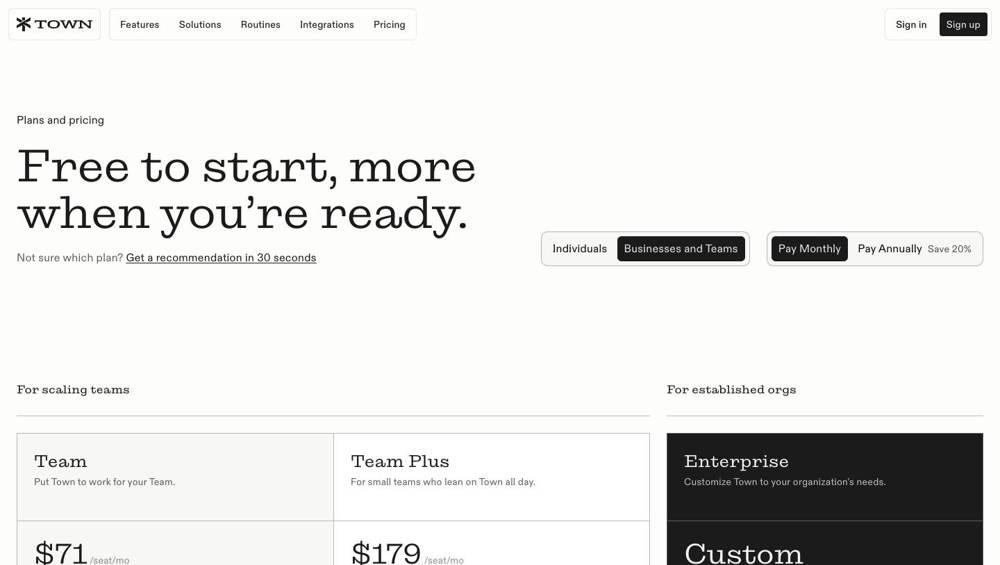 TOWN
Features Solutions Routines Integrations Pricing
Sign in Sign up
Plans and pricing
Free to start, more
when you’re ready.
Not sure which plan? Get a recommendation in 30 seconds
Individuals Businesses and Teams
Pay Monthly Pay Annually Save 20%
For scaling teams
For established orgs
Team
Put Town to work for your Team.
Team Plus
For small teams who lean on Town all day.
Enterprise
Customize Town to your organization’s needs.
$71 /seat/mo
$179 /seat/mo
Custom